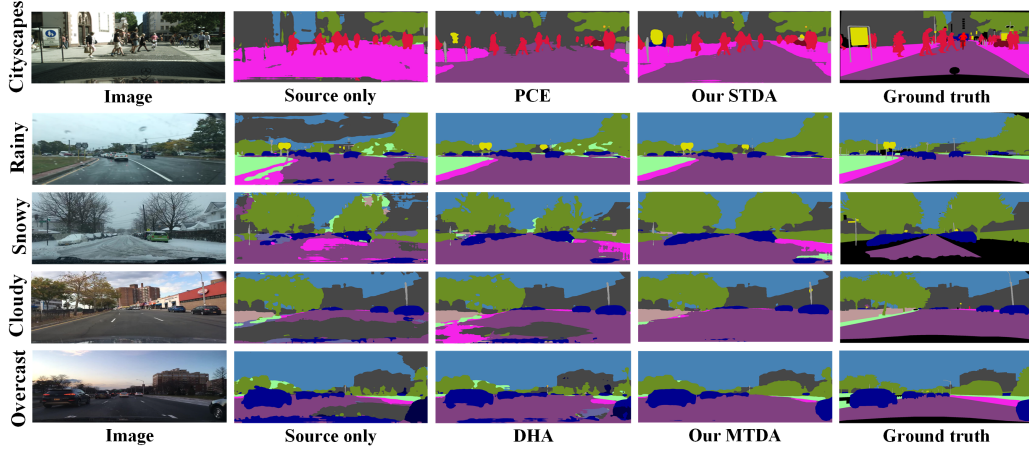 Cityscapes
Image Source only PCE Our STDA Ground truth
Rainy
Snowy
Cloudy
Overcast
Image Source only DHA Our MTDA Ground truth